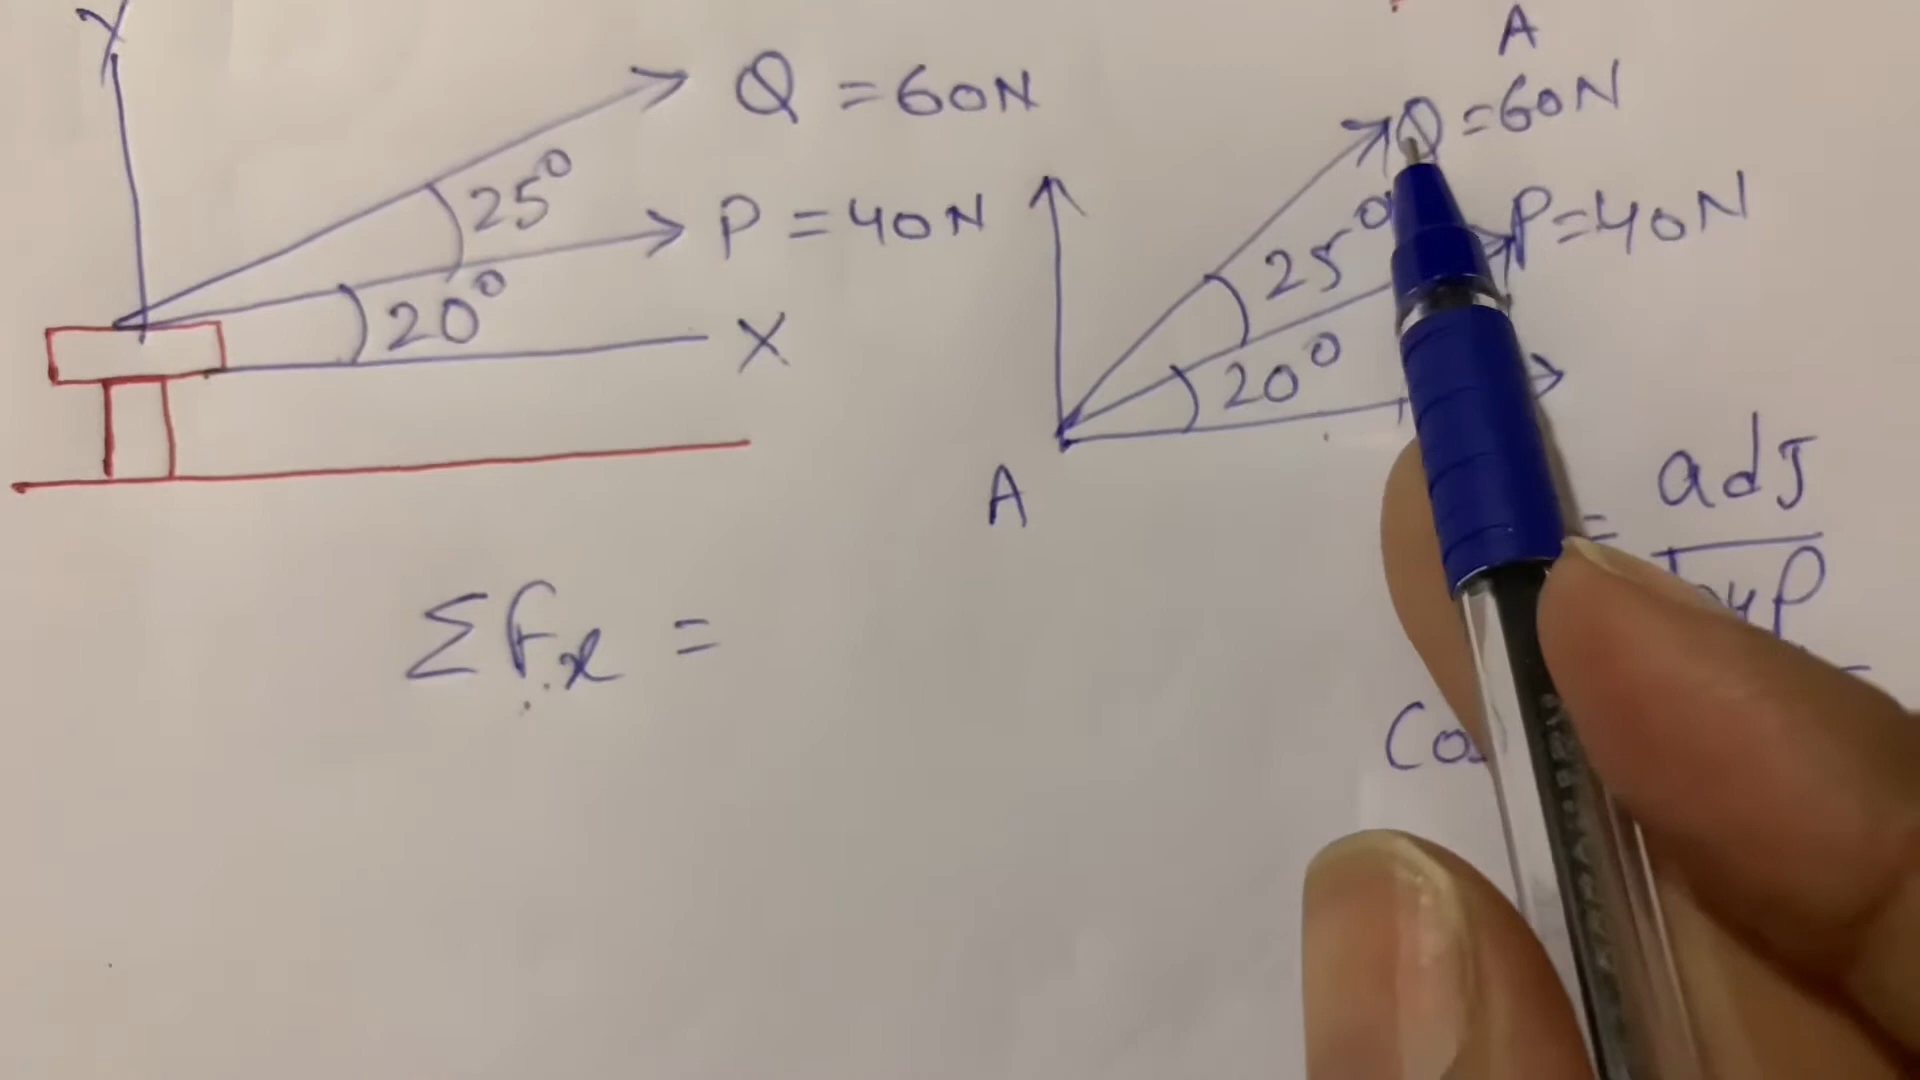 Y
Q = 60N
25°
P = 40N
20°
X
A
Q = 60N
P = 40N
25°
20°
A
= adJ
ΣFx =